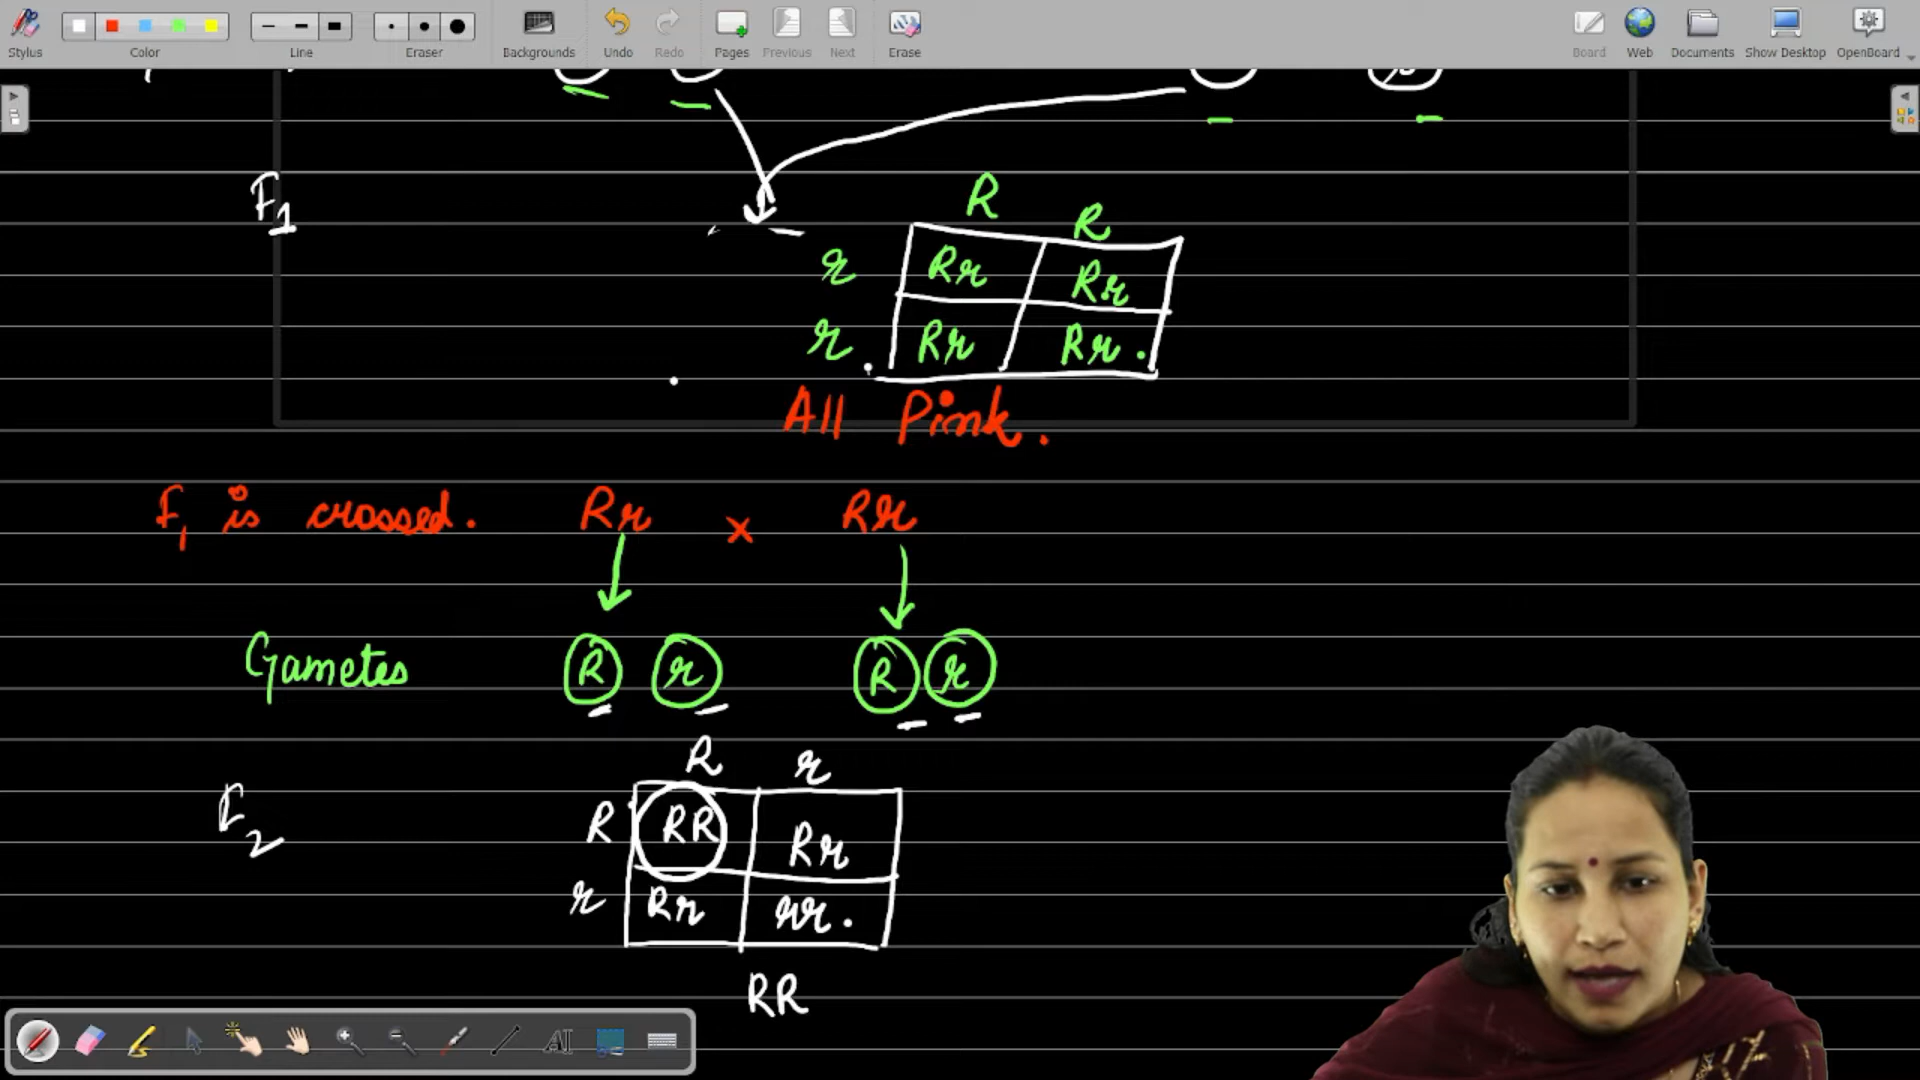 Stylus Color Line Eraser Backgrounds Undo Redo Pages Previous Next Erase Board Web Documents Show Desktop OpenBoard
F1
R R
r Rr Rr
r Rr Rr.
All Pink.
F1 is crossed. Rr × Rr
Gametes R r R r
R r
F2 R RR Rr
r Rr rr.
RR
AI